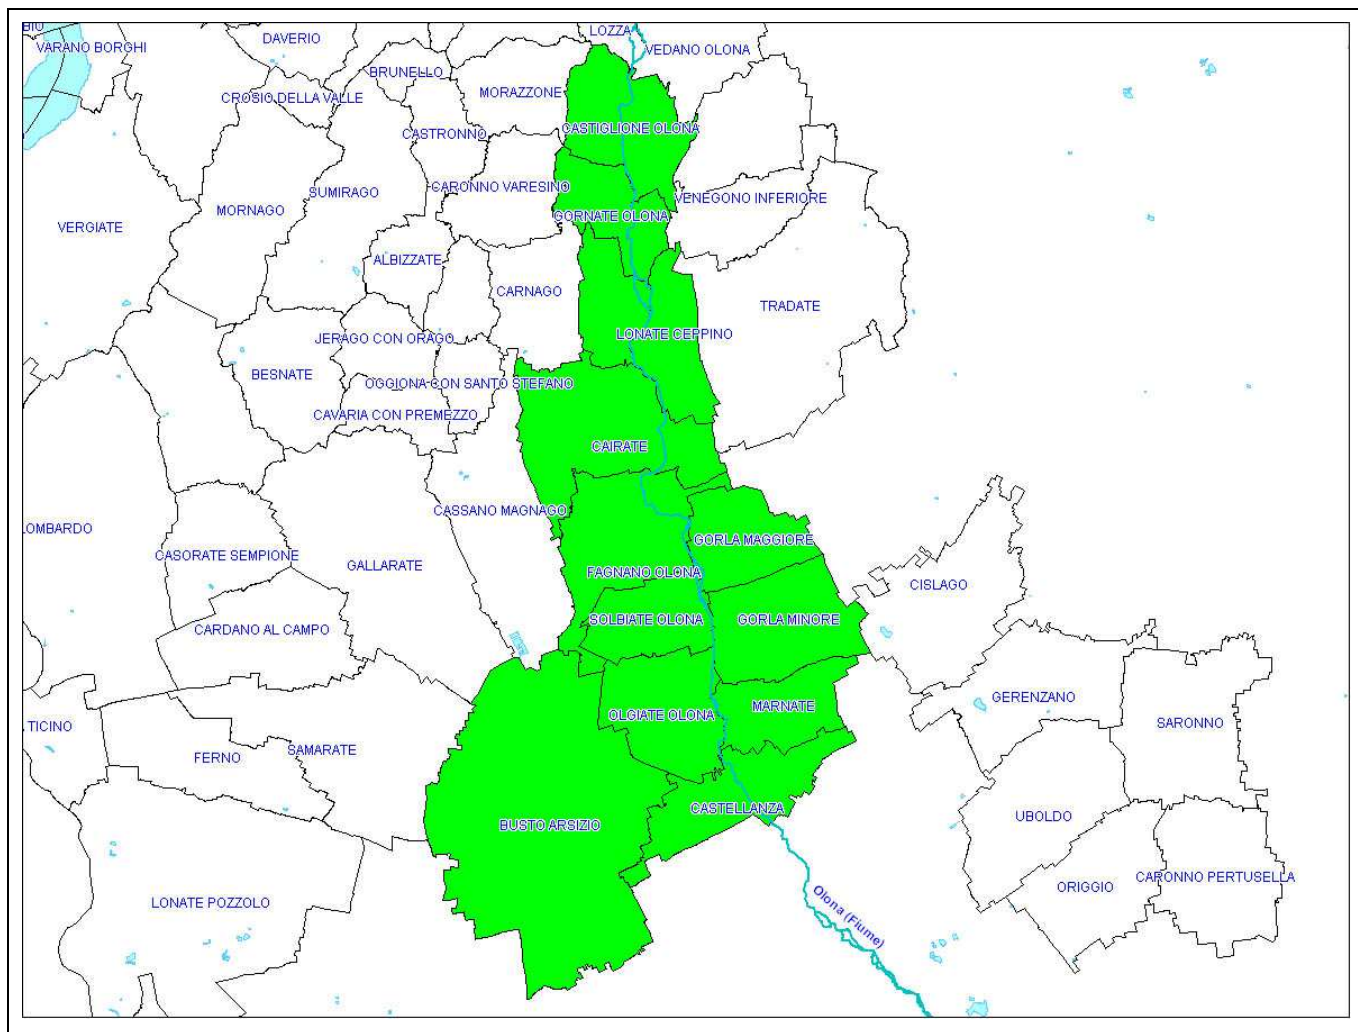 BIU
LOZZA
DAVERIO
VARANO BORGHI
VEDANO OLONA
BRUNELLO
MORAZZONE
CROSIO DELLA VALLE
CASTRONNO
CASTIGLIONE OLONA
CARONNO VARESINO
SUMIRAGO
VENEGONO INFERIORE
MORNAGO
GORNATE OLONA
VERGIATE
ALBIZZATE
CARNAGO
TRADATE
LONATE CEPPINO
JERAGO CON ORAGO
BESNATE
OGGIONA CON SANTO STEFANO
CAVARIA CON PREMEZZO
CAIRATE
CASSANO MAGNAGO
LOMBARDO
GORLA MAGGIORE
CASORATE SEMPIONE
GALLARATE
FAGNANO OLONA
CISLAGO
SOLBIATE OLONA
GORLA MINORE
CARDANO AL CAMPO
GERENZANO
MARNATE
OLGIATE OLONA
SARONNO
TICINO
SAMARATE
FERNO
CASTELLANZA
UBOLDO
BUSTO ARSIZIO
CARONNO PERTUSELLA
ORIGGIO
LONATE POZZOLO
Olona (Fiume)